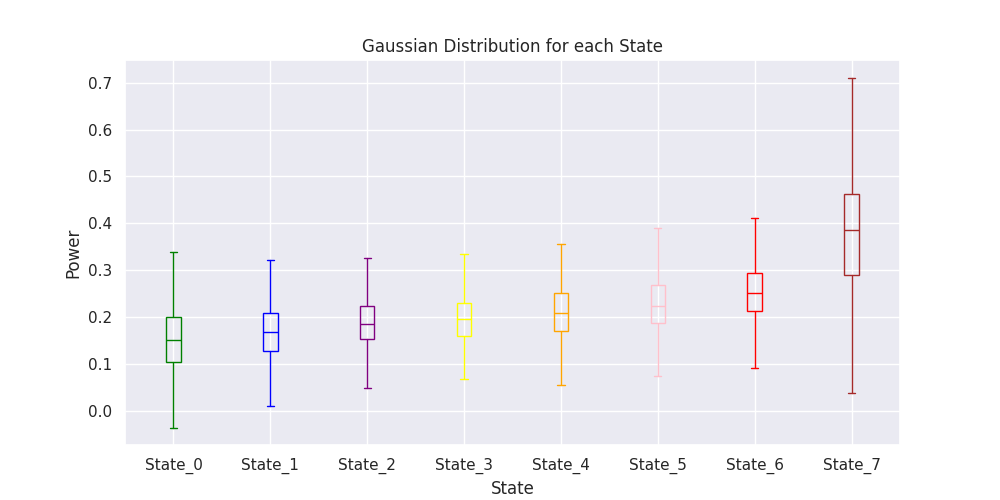 Gaussian Distribution for each State
Power
0.7
0.6
0.5
0.4
0.3
0.2
0.1
0.0
State_0 State_1 State_2 State_3 State_4 State_5 State_6 State_7
State